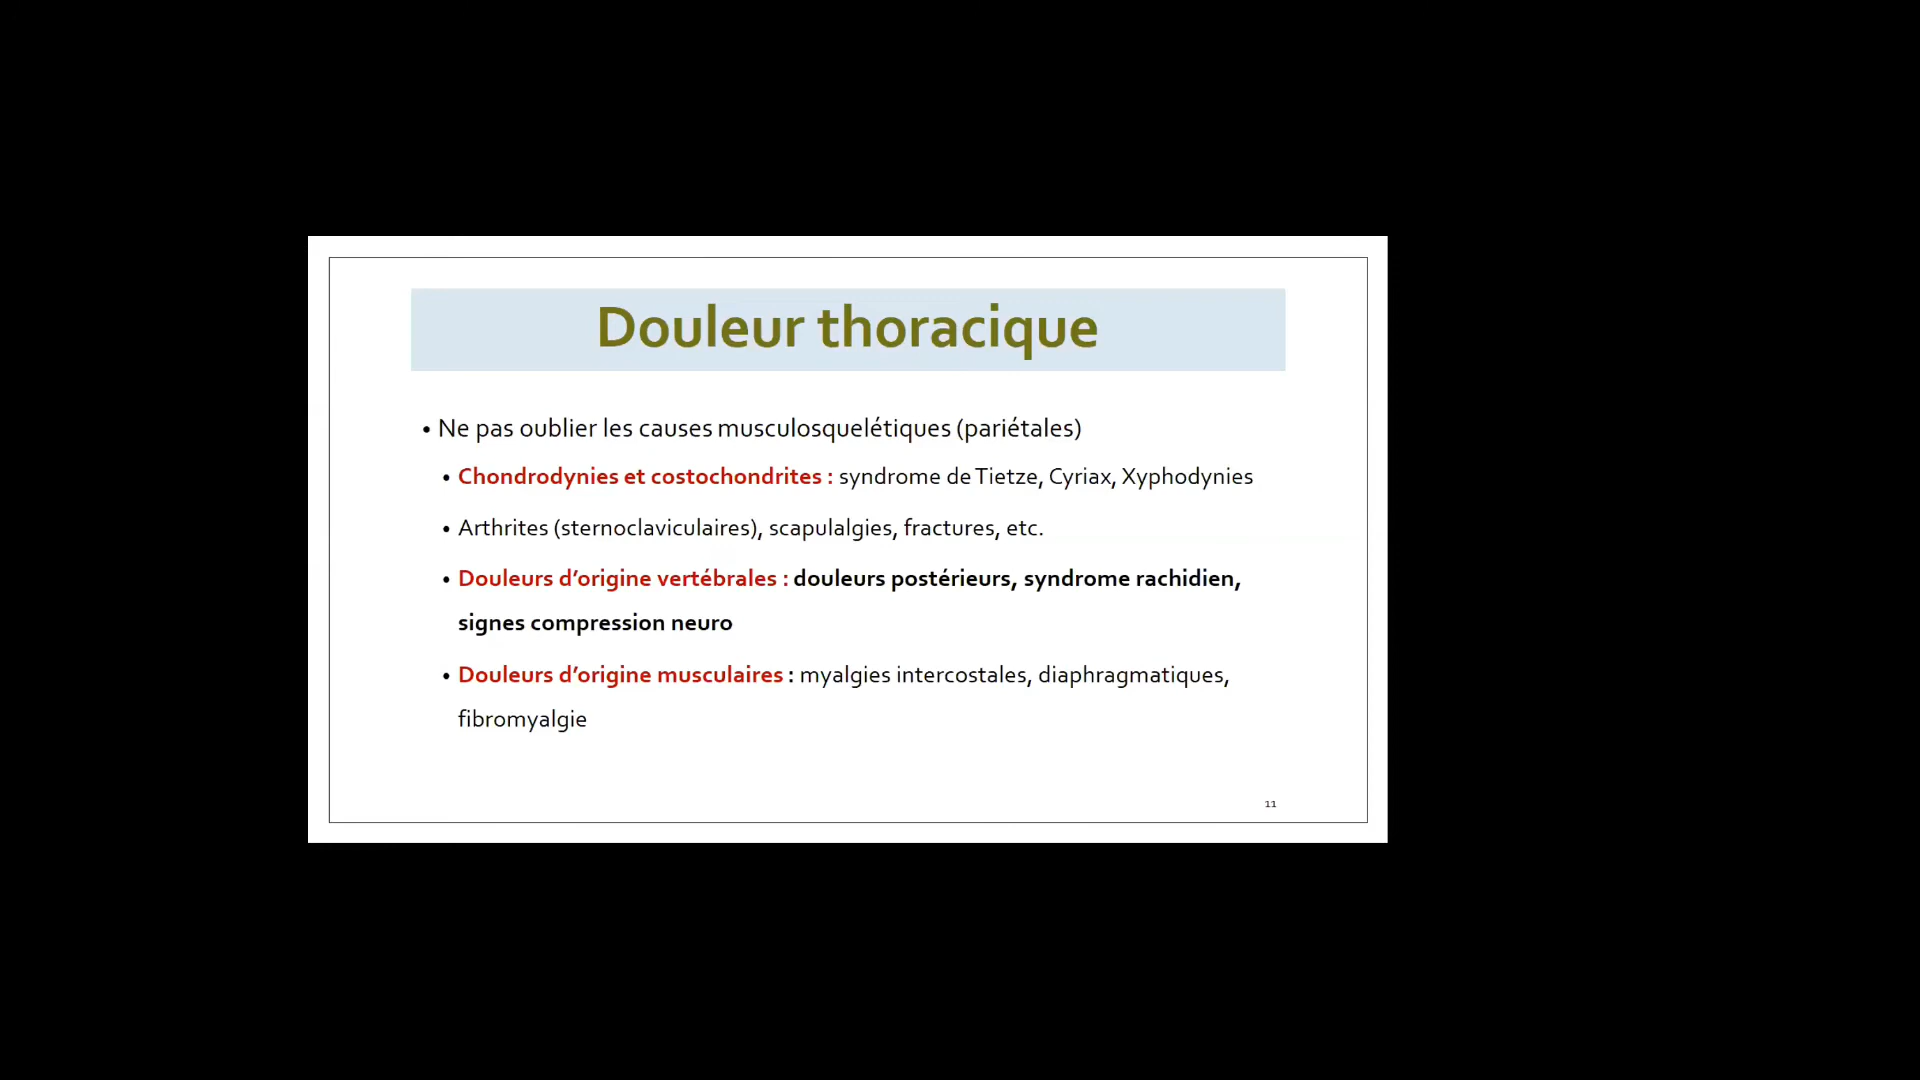 Douleur thoracique
• Ne pas oublier les causes musculosquelétiques (pariétales)
• Chondrodynies et costochondrites : syndrome de Tietze, Cyriax, Xyphodynies
• Arthrites (sternoclaviculaires), scapulalgies, fractures, etc.
• Douleurs d’origine vertébrales : douleurs postérieurs, syndrome rachidien,
signes compression neuro
• Douleurs d’origine musculaires : myalgies intercostales, diaphragmatiques,
fibromyalgie
11